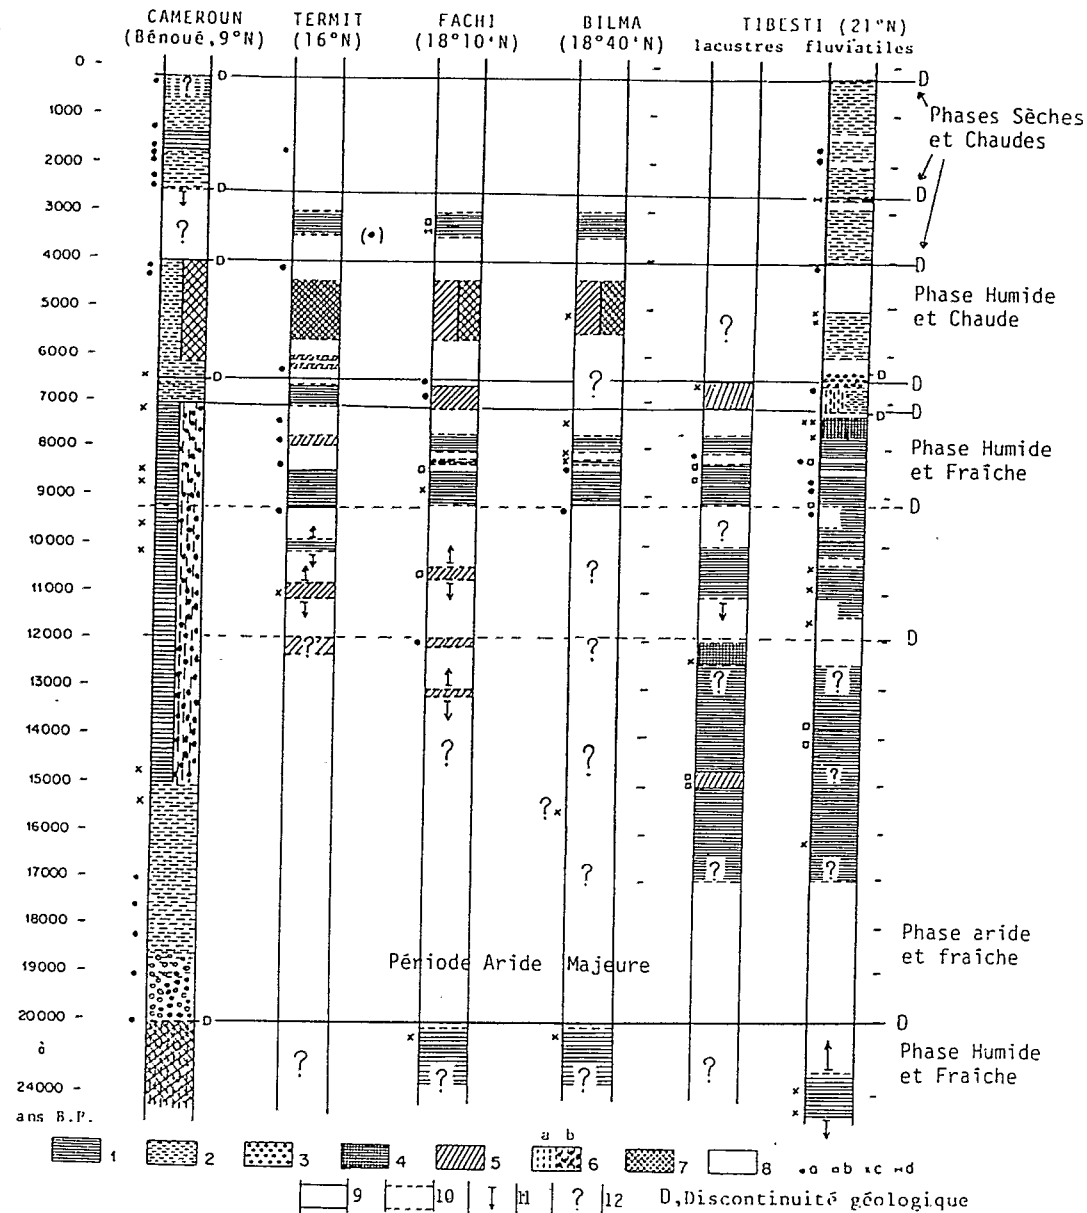 CAMEROUN TERMIT FACHI BILMA TIBESTI (21°N)
(Bénoué,9°N) (16°N) (18°10'N) (18°40'N) lacustres fluviatiles
0 -
D
D
?
1000 -
Phases Sèches
et Chaudes
2000 -
D
D
3000 -
?
(•)
4000 -
D
D
Phase Humide
et Chaude
5000 -
?
6000 -
?
D
D
D
7000 -
D
D
8000 -
Phase Humide
et Fraîche
9000 -
D
?
10000 -
?
11000 -
12000 -
D
? ?
13000 -
? ?
14000 -
? ?
15000 -
?
?
16000 -
17000 -
? ? ?
18000 -
Phase aride
et fraîche
19000 -
Période Aride Majeure
20000 -
D
D
à
Phase Humide
et Fraîche
? ?
24000 -
? ?
ans B.P.
a b
1 2 3 4 5 6 7 8 •a □b xc ⋈d
9 10 11 ? 12 D,Discontinuité géologique